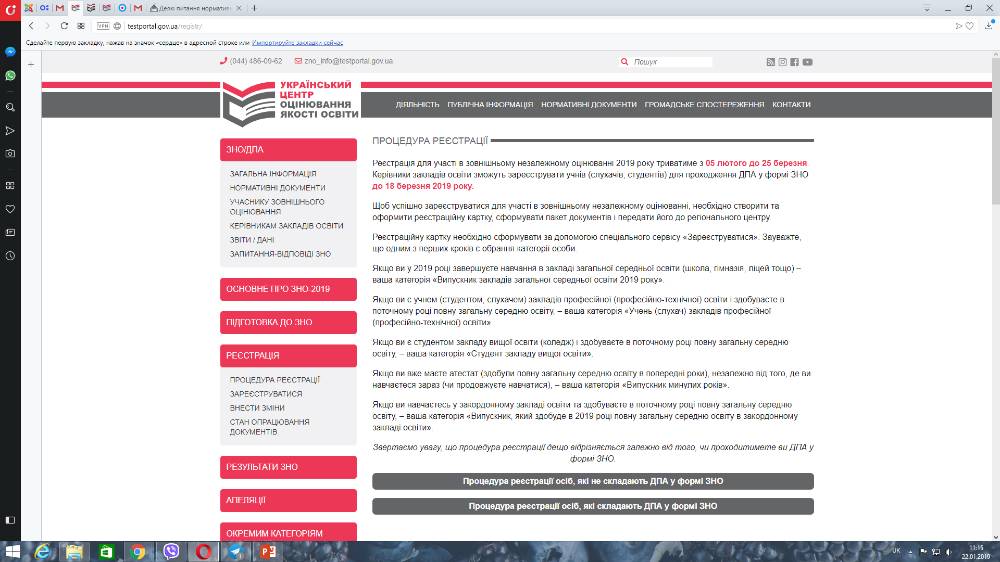 Деякі питання нормативн
VPN
testportal.gov.ua/registr/
Сделайте первую закладку, нажав на значок «сердце» в адресной строке или Импортируйте закладки сейчас
(044) 486-09-62
zno_info@testportal.gov.ua
Пошук
УКРАЇНСЬКИЙ
ЦЕНТР
ОЦІНЮВАННЯ
ЯКОСТІ ОСВІТИ
ДІЯЛЬНІСТЬ ПУБЛІЧНА ІНФОРМАЦІЯ НОРМАТИВНІ ДОКУМЕНТИ ГРОМАДСЬКЕ СПОСТЕРЕЖЕННЯ КОНТАКТИ
ЗНО/ДПА
ЗАГАЛЬНА ІНФОРМАЦІЯ
НОРМАТИВНІ ДОКУМЕНТИ
УЧАСНИКУ ЗОВНІШНЬОГО
ОЦІНЮВАННЯ
КЕРІВНИКАМ ЗАКЛАДІВ ОСВІТИ
ЗВІТИ / ДАНІ
ЗАПИТАННЯ-ВІДПОВІДІ ЗНО
ОСНОВНЕ ПРО ЗНО-2019
ПІДГОТОВКА ДО ЗНО
РЕЄСТРАЦІЯ
ПРОЦЕДУРА РЕЄСТРАЦІЇ
ЗАРЕЄСТРУВАТИСЯ
ВНЕСТИ ЗМІНИ
СТАН ОПРАЦЮВАННЯ
ДОКУМЕНТІВ
РЕЗУЛЬТАТИ ЗНО
АПЕЛЯЦІЇ
ОКРЕМИМ КАТЕГОРІЯМ
ПРОЦЕДУРА РЕЄСТРАЦІЇ
Реєстрація для участі в зовнішньому незалежному оцінюванні 2019 року триватиме з 05 лютого до 25 березня.
Керівники закладів освіти зможуть зареєструвати учнів (слухачів, студентів) для проходження ДПА у формі ЗНО
до 18 березня 2019 року.
Щоб успішно зареєструватися для участі в зовнішньому незалежному оцінюванні, необхідно створити та
оформити реєстраційну картку, сформувати пакет документів і передати його до регіонального центру.
Реєстраційну картку необхідно сформувати за допомогою спеціального сервісу «Зареєструватися». Зауважте,
що одним з перших кроків є обрання категорії особи.
Якщо ви у 2019 році завершуєте навчання в закладі загальної середньої освіти (школа, гімназія, ліцей тощо) –
ваша категорія «Випускник закладів загальної середньої освіти 2019 року».
Якщо ви є учнем (студентом, слухачем) закладів професійної (професійно-технічної) освіти і здобуваєте в
поточному році повну загальну середню освіту, – ваша категорія «Учень (слухач) закладів професійної
(професійно-технічної) освіти».
Якщо ви є студентом закладу вищої освіти (коледж) і здобуваєте в поточному році повну загальну середню
освіту, – ваша категорія «Студент закладу вищої освіти».
Якщо ви вже маєте атестат (здобули повну загальну середню освіту в попередні роки), незалежно від того, де ви
навчаєтеся зараз (чи продовжуєте навчатися), – ваша категорія «Випускник минулих років».
Якщо ви навчаєтесь у закордонному закладі освіти та здобуваєте в поточному році повну загальну середню
освіту, – ваша категорія «Випускник, який здобуде в 2019 році повну загальну середню освіту в закордонному
закладі освіти».
Звертаємо увагу, що процедура реєстрації дещо відрізняється залежно від того, чи проходитимете ви ДПА у
формі ЗНО.
Процедура реєстрації осіб, які не складають ДПА у формі ЗНО
Процедура реєстрації осіб, які складають ДПА у формі ЗНО
1
UK
11:15
22.01.2019